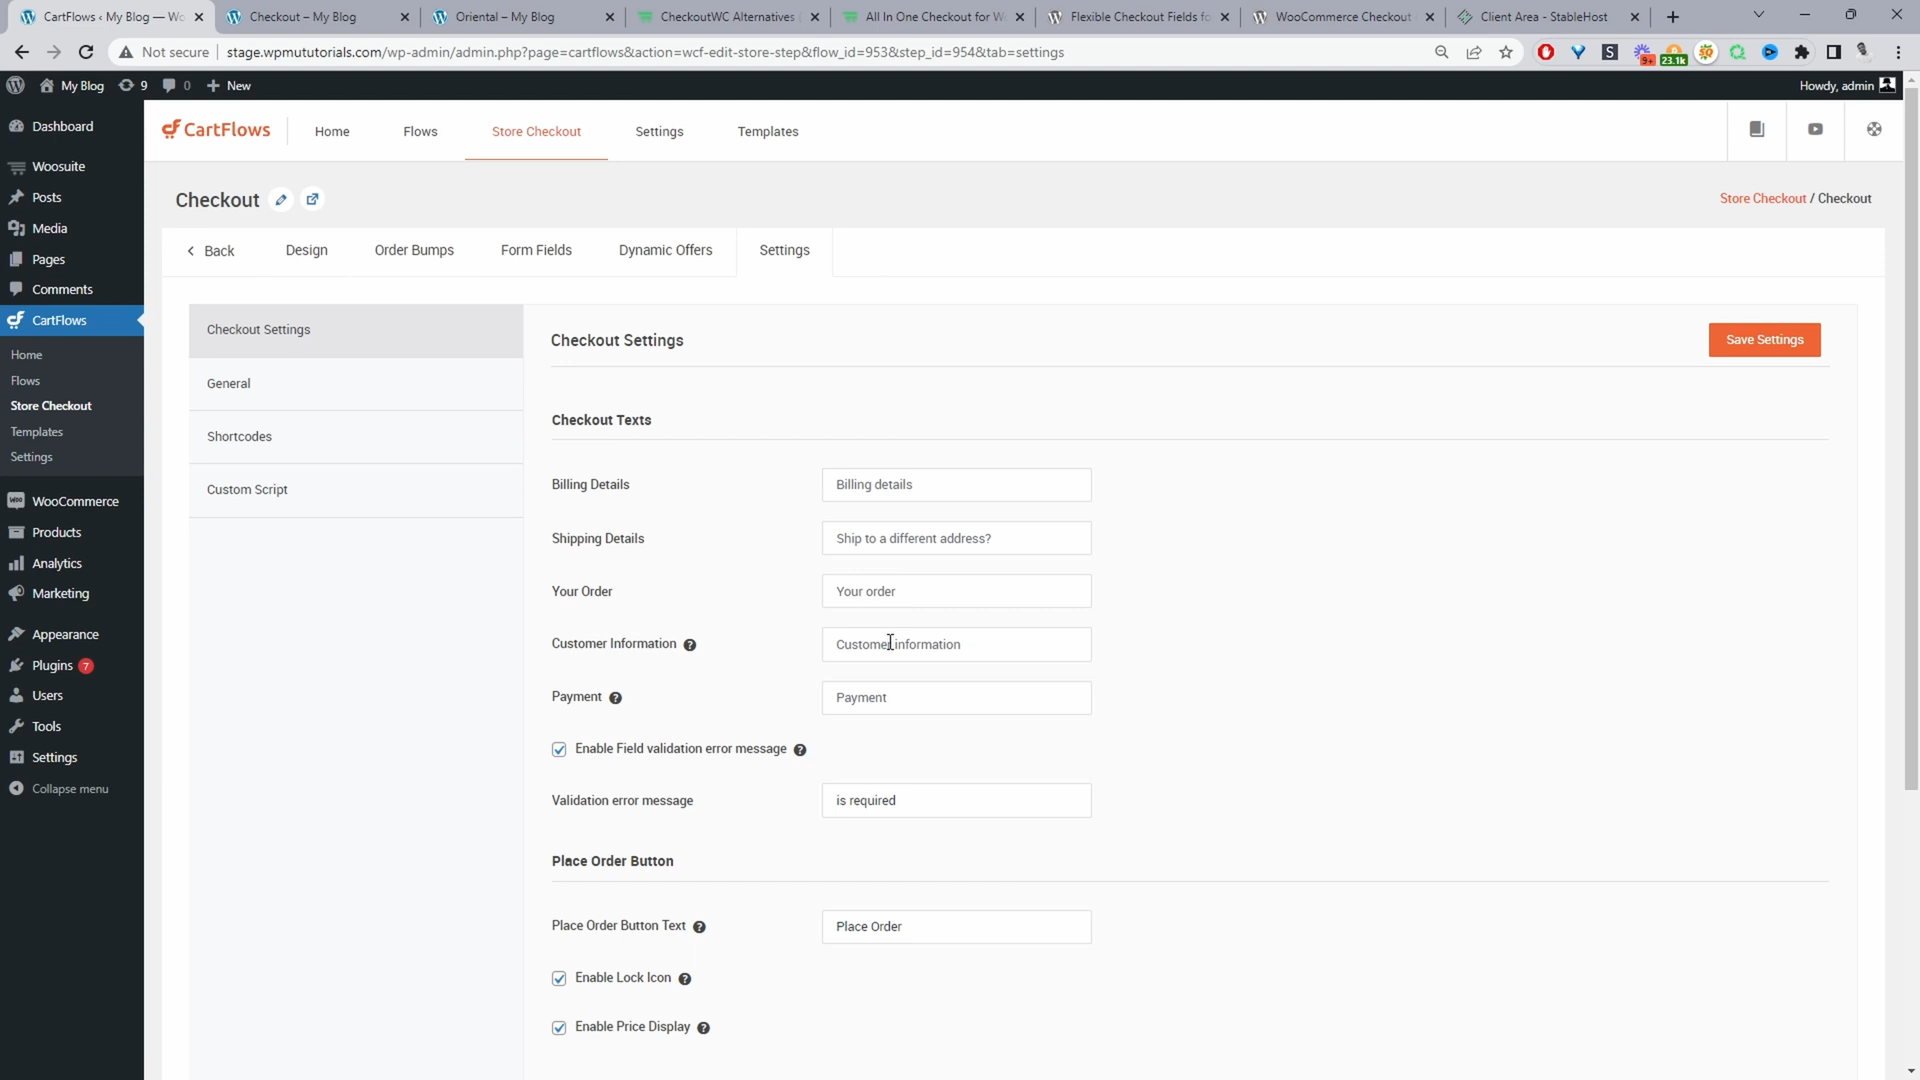 CartFlows ‹ My Blog — Wo
Checkout – My Blog
Oriental – My Blog
CheckoutWC Alternatives
All In One Checkout for W
Flexible Checkout Fields fo
WooCommerce Checkout
Client Area - StableHost
Not secure
stage.wpmututorials.com/wp-admin/admin.php?page=cartflows&action=wcf-edit-store-step&flow_id=953&step_id=954&tab=settings
9+
23.1k
My Blog
9
0
New
Howdy, admin
Dashboard
Woosuite
Posts
Media
Pages
Comments
CartFlows
Home
Flows
Store Checkout
Templates
Settings
WooCommerce
Products
Analytics
Marketing
Appearance
Plugins 7
Users
Tools
Settings
Collapse menu
CartFlows
Home
Flows
Store Checkout
Settings
Templates
Checkout
Store Checkout / Checkout
Back
Design
Order Bumps
Form Fields
Dynamic Offers
Settings
Checkout Settings
General
Shortcodes
Custom Script
Checkout Settings
Save Settings
Checkout Texts
Billing Details
Billing details
Shipping Details
Ship to a different address?
Your Order
Your order
Customer Information
Customer information
Payment
Payment
Enable Field validation error message
Validation error message
is required
Place Order Button
Place Order Button Text
Place Order
Enable Lock Icon
Enable Price Display